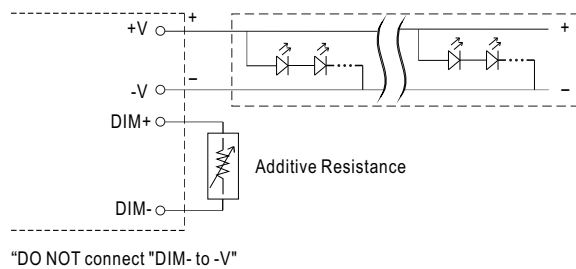 +V
+
+
-V
−
−
DIM+
Additive Resistance
DIM-
“DO NOT connect "DIM- to -V"